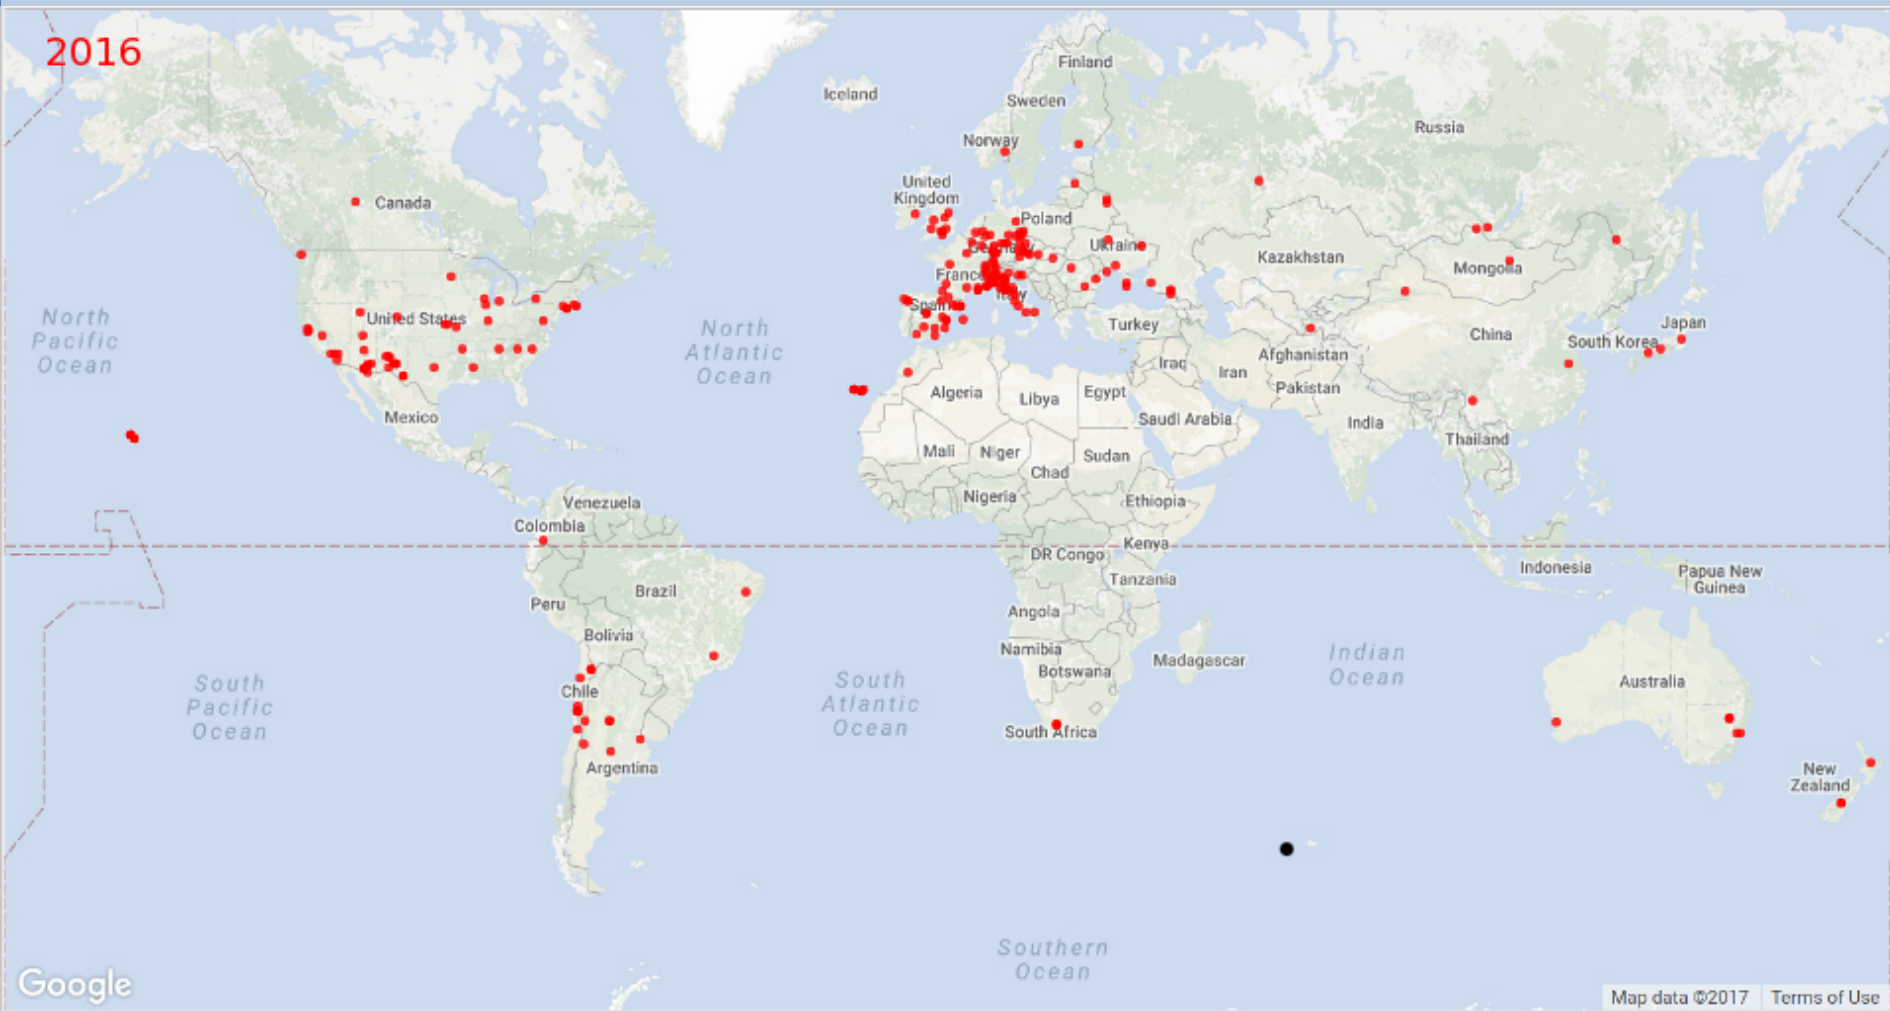 2016
Finland
Iceland
Sweden
Russia
Norway
United
Kingdom
Canada
Poland
Ukraine
Germany
Kazakhstan
Mongolia
France
Italy
Spain
North
Pacific
Ocean
United States
North
Atlantic
Ocean
Turkey
China
Japan
South Korea
Afghanistan
Iraq
Iran
Pakistan
Algeria
Libya
Egypt
Saudi Arabia
India
Mexico
Thailand
Mali
Niger
Sudan
Chad
Nigeria
Ethiopia
Venezuela
Colombia
Kenya
DR Congo
Indonesia
Papua New
Guinea
Tanzania
Brazil
Peru
Angola
Bolivia
Namibia
Botswana
Madagascar
Indian
Ocean
South
Pacific
Ocean
Chile
South
Atlantic
Ocean
Australia
South Africa
Argentina
New
Zealand
Southern
Ocean
Google
Map data ©2017
Terms of Use